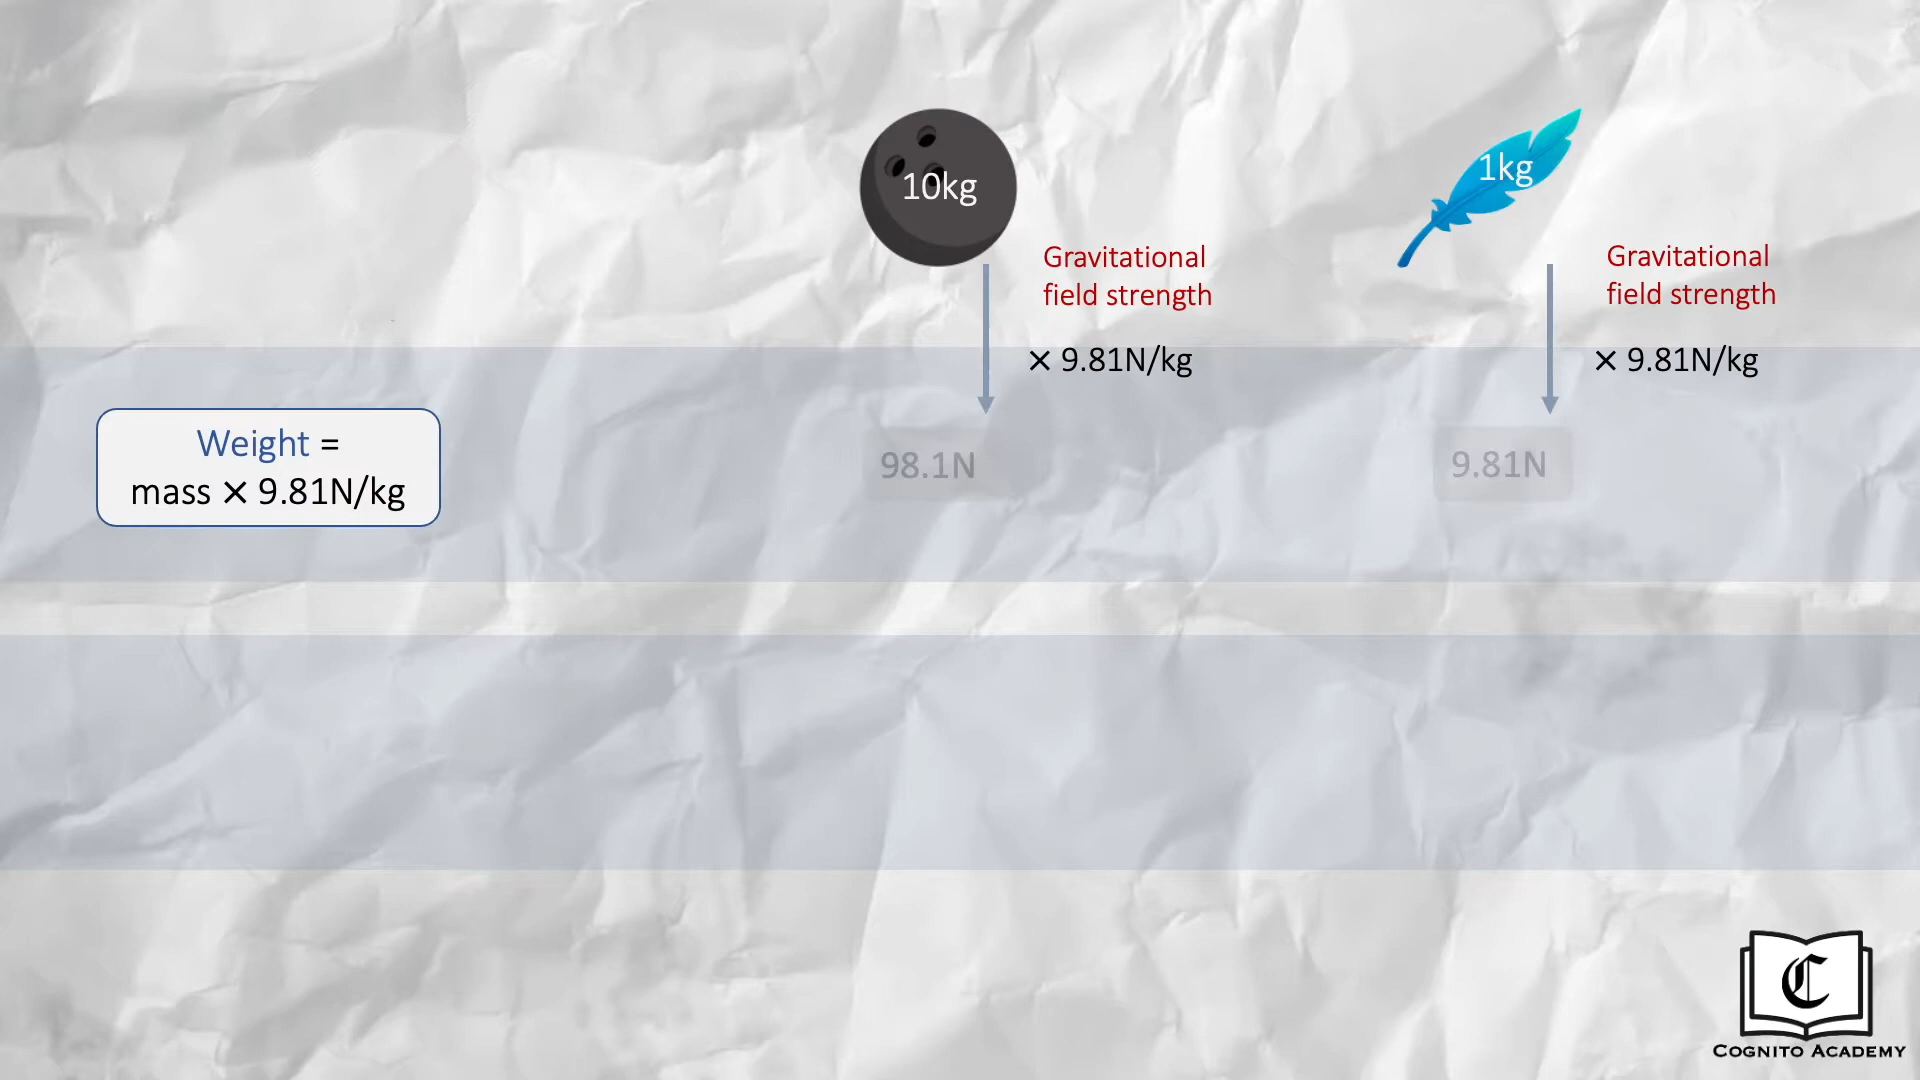 10kg
1kg
Gravitational
field strength
Gravitational
field strength
× 9.81N/kg
× 9.81N/kg
Weight =
mass × 9.81N/kg
98.1N
9.81N
C
COGNITO ACADEMY